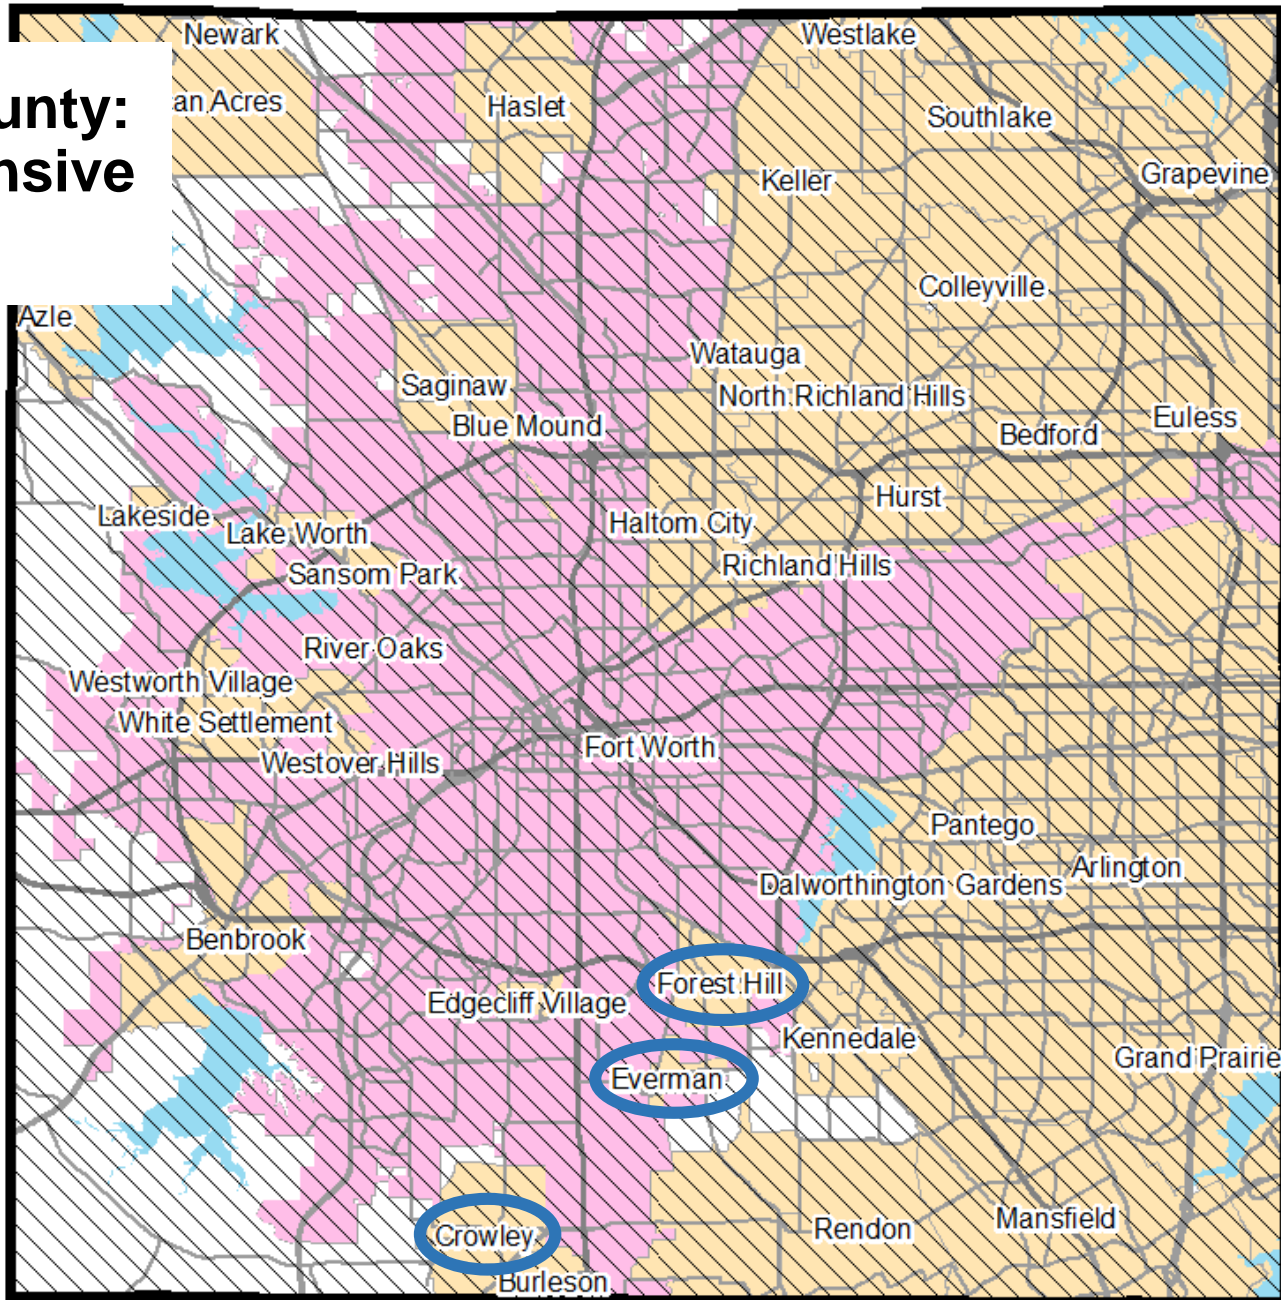 Newark
Westlake
unty:
an Acres
Haslet
Southlake
nsive
Keller
Grapevine
Colleyville
Azle
Watauga
Saginaw
North Richland Hills
Blue Mound
Bedford
Euless
Hurst
Lakeside
Lake Worth
Haltom City
Richland Hills
Sansom Park
River Oaks
Westworth Village
White Settlement
Westover Hills
Fort Worth
Pantego
Arlington
Dalworthington Gardens
Benbrook
Forest Hill
Edgecliff Village
Kennedale
Grand Prairie
Everman
Mansfield
Rendon
Crowley
Burleson